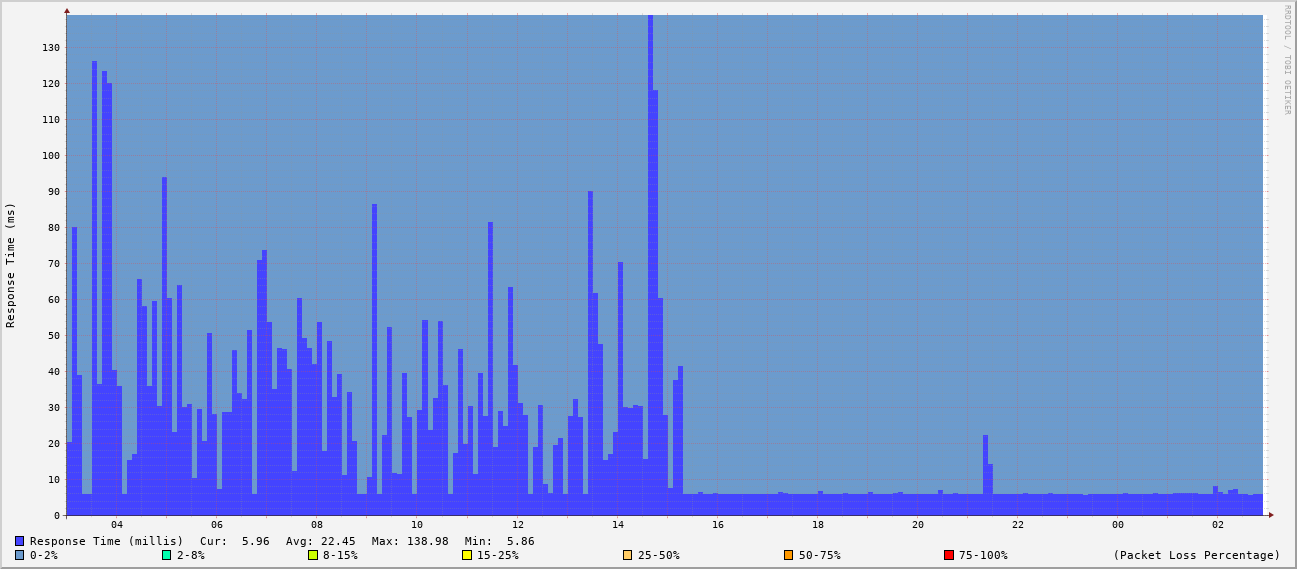 RRDTOOL / TOBI OETIKER
Response Time (ms)
130
120
110
100
90
80
70
60
50
40
30
20
10
0
04 06 08 10 12 14 16 18 20 22 00 02
Response Time (millis) Cur: 5.96 Avg: 22.45 Max: 138.98 Min: 5.86
0-2% 2-8% 8-15% 15-25% 25-50% 50-75% 75-100% (Packet Loss Percentage)